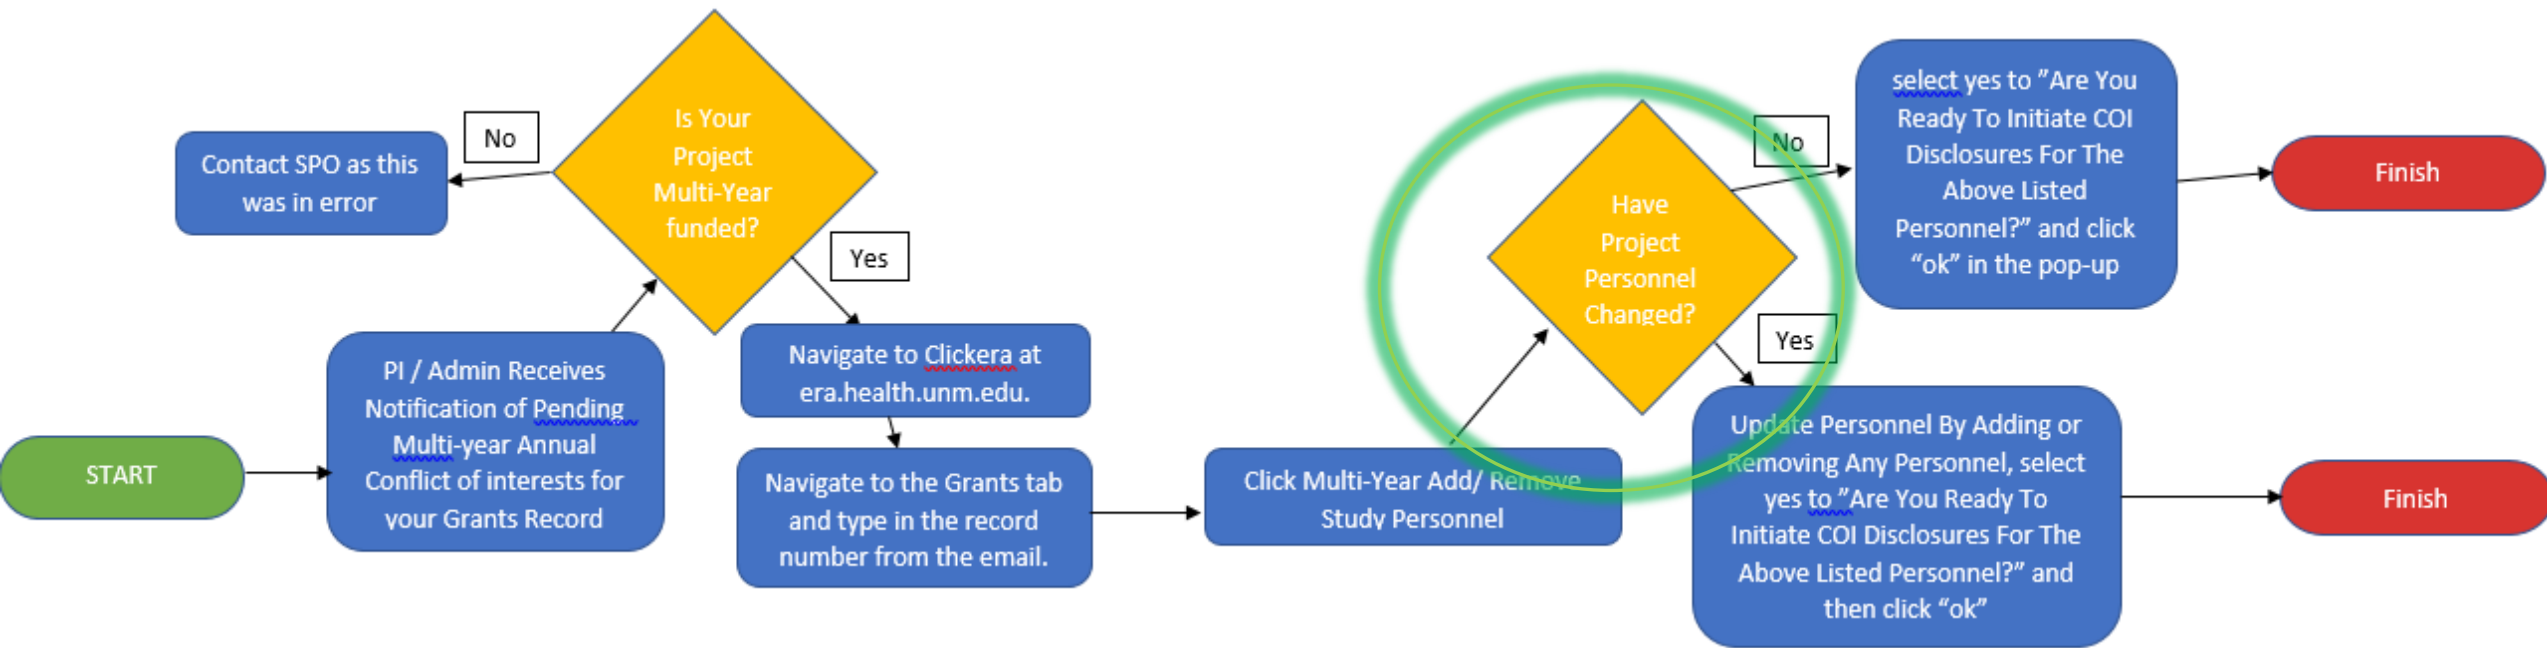 START
PI / Admin Receives
Notification of Pending
Multi-year Annual
Conflict of interests for
your Grants Record
Is Your
Project
Multi-Year
funded?
No
Contact SPO as this
was in error
Yes
Navigate to Clickera at
era.health.unm.edu.
Navigate to the Grants tab
and type in the record
number from the email.
Click Multi-Year Add/ Remove
Study Personnel
Have
Project
Personnel
Changed?
No
select yes to "Are You
Ready To Initiate COI
Disclosures For The
Above Listed
Personnel?" and click
"ok" in the pop-up
Finish
Yes
Update Personnel By Adding or
Removing Any Personnel, select
yes to "Are You Ready To
Initiate COI Disclosures For The
Above Listed Personnel?" and
then click "ok"
Finish